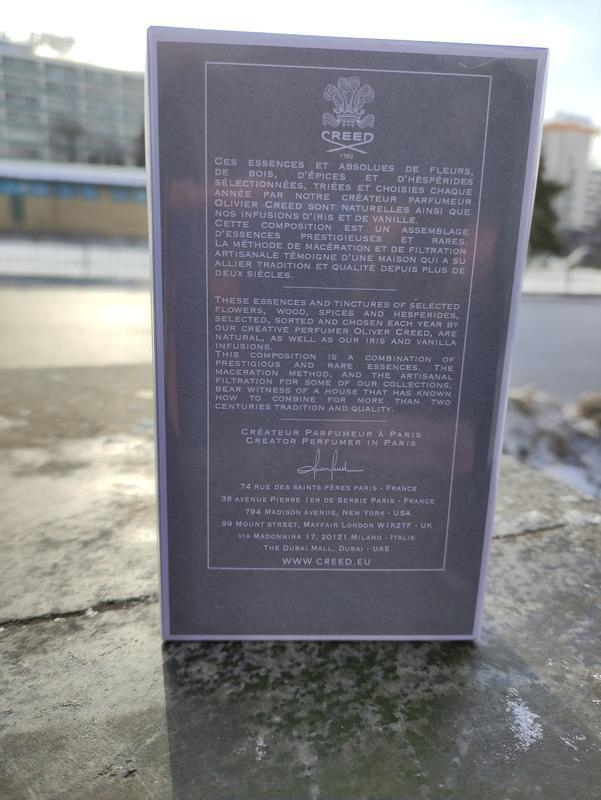 CREED
1760
CES ESSENCES ET ABSOLUES DE FLEURS,
DE BOIS, D'ÉPICES ET D'HESPÉRIDES
SÉLECTIONNÉES, TRIÉES ET CHOISIES CHAQUE
ANNÉE PAR NOTRE CRÉATEUR PARFUMEUR
OLIVIER CREED SONT NATURELLES AINSI QUE
NOS INFUSIONS D'IRIS ET DE VANILLE.
CETTE COMPOSITION EST UN ASSEMBLAGE
D'ESSENCES PRESTIGIEUSES ET RARES.
LA MÉTHODE DE MACÉRATION ET DE FILTRATION
ARTISANALE TÉMOIGNE D'UNE MAISON QUI A SU
ALLIER TRADITION ET QUALITÉ DEPUIS PLUS DE
DEUX SIÈCLES.
THESE ESSENCES AND TINCTURES OF SELECTED
FLOWERS, WOOD, SPICES AND HESPERIDES,
SELECTED, SORTED AND CHOSEN EACH YEAR BY
OUR CREATIVE PERFUMER OLIVER CREED, ARE
NATURAL, AS WELL AS OUR IRIS AND VANILLA
INFUSIONS.
THIS COMPOSITION IS A COMBINATION OF
PRESTIGIOUS AND RARE ESSENCES. THE
MACERATION METHOD, AND THE ARTISANAL
FILTRATION FOR SOME OF OUR COLLECTIONS,
BEAR WITNESS OF A HOUSE THAT HAS KNOWN
HOW TO COMBINE FOR MORE THAN TWO
CENTURIES TRADITION AND QUALITY.
CRÉATEUR PARFUMEUR À PARIS
CREATOR PERFUMER IN PARIS
74 RUE DES SAINTS PÈRES PARIS - FRANCE
38 AVENUE PIERRE 1ER DE SERBIE PARIS - FRANCE
794 MADISON AVENUE, NEW YORK - USA
99 MOUNT STREET, MAYFAIR LONDON W1K2TF - UK
VIA MADONNINA 17, 20121 MILANO - ITALIE
THE DUBAI MALL, DUBAI - UAE
WWW.CREED.EU